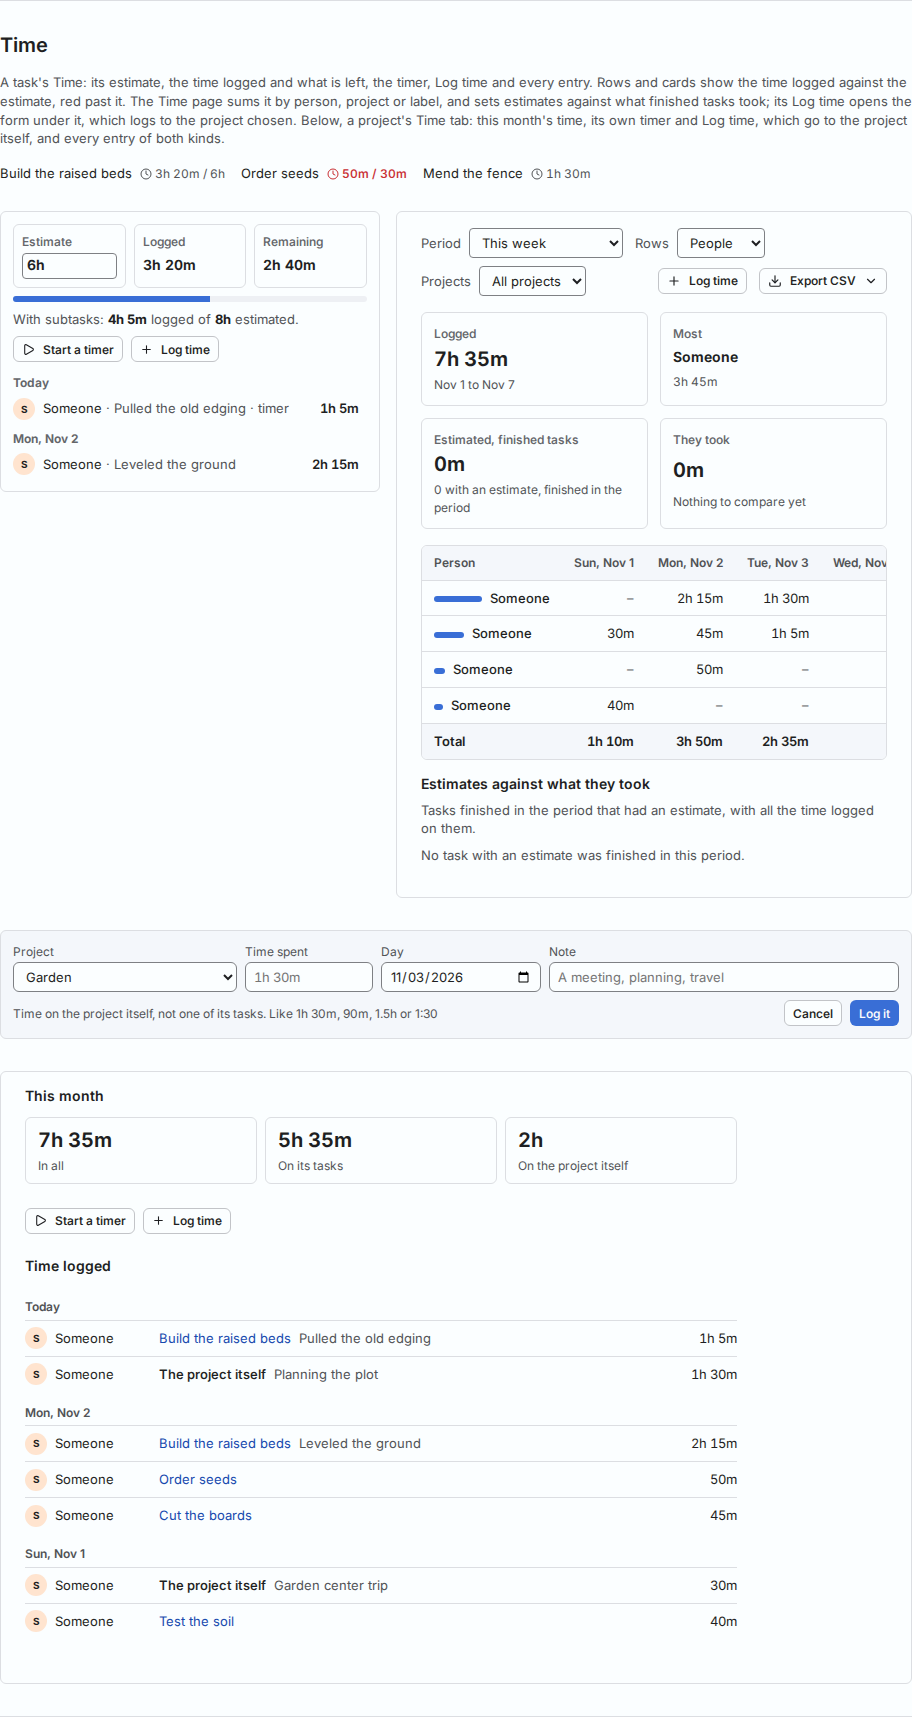 Time
A task's Time: its estimate, the time logged and what is left, the timer, Log time and every entry. Rows and cards show the time logged against the
estimate, red past it. The Time page sums it by person, project or label, and sets estimates against what finished tasks took; its Log time opens the
form under it, which logs to the project chosen. Below, a project's Time tab: this month's time, its own timer and Log time, which go to the project
itself, and every entry of both kinds.
Build the raised beds 3h 20m / 6h Order seeds 50m / 30m Mend the fence 1h 30m
Estimate Logged Remaining
6h 3h 20m 2h 40m
With subtasks: 4h 5m logged of 8h estimated.
Start a timer Log time
Today
S Someone · Pulled the old edging · timer 1h 5m
Mon, Nov 2
S Someone · Leveled the ground 2h 15m
Period This week Rows People
Projects All projects Log time Export CSV
Logged
7h 35m
Nov 1 to Nov 7
Most
Someone
3h 45m
Estimated, finished tasks
0m
0 with an estimate, finished in the
period
They took
0m
Nothing to compare yet
Person Sun, Nov 1 Mon, Nov 2 Tue, Nov 3 Wed, Nov
Someone – 2h 15m 1h 30m
Someone 30m 45m 1h 5m
Someone – 50m –
Someone 40m – –
Total 1h 10m 3h 50m 2h 35m
Estimates against what they took
Tasks finished in the period that had an estimate, with all the time logged
on them.
No task with an estimate was finished in this period.
Project Time spent Day Note
Garden 1h 30m 11/03/2026 A meeting, planning, travel
Time on the project itself, not one of its tasks. Like 1h 30m, 90m, 1.5h or 1:30 Cancel Log it
This month
7h 35m 5h 35m 2h
In all On its tasks On the project itself
Start a timer Log time
Time logged
Today
S Someone Build the raised beds Pulled the old edging 1h 5m
S Someone The project itself Planning the plot 1h 30m
Mon, Nov 2
S Someone Build the raised beds Leveled the ground 2h 15m
S Someone Order seeds 50m
S Someone Cut the boards 45m
Sun, Nov 1
S Someone The project itself Garden center trip 30m
S Someone Test the soil 40m